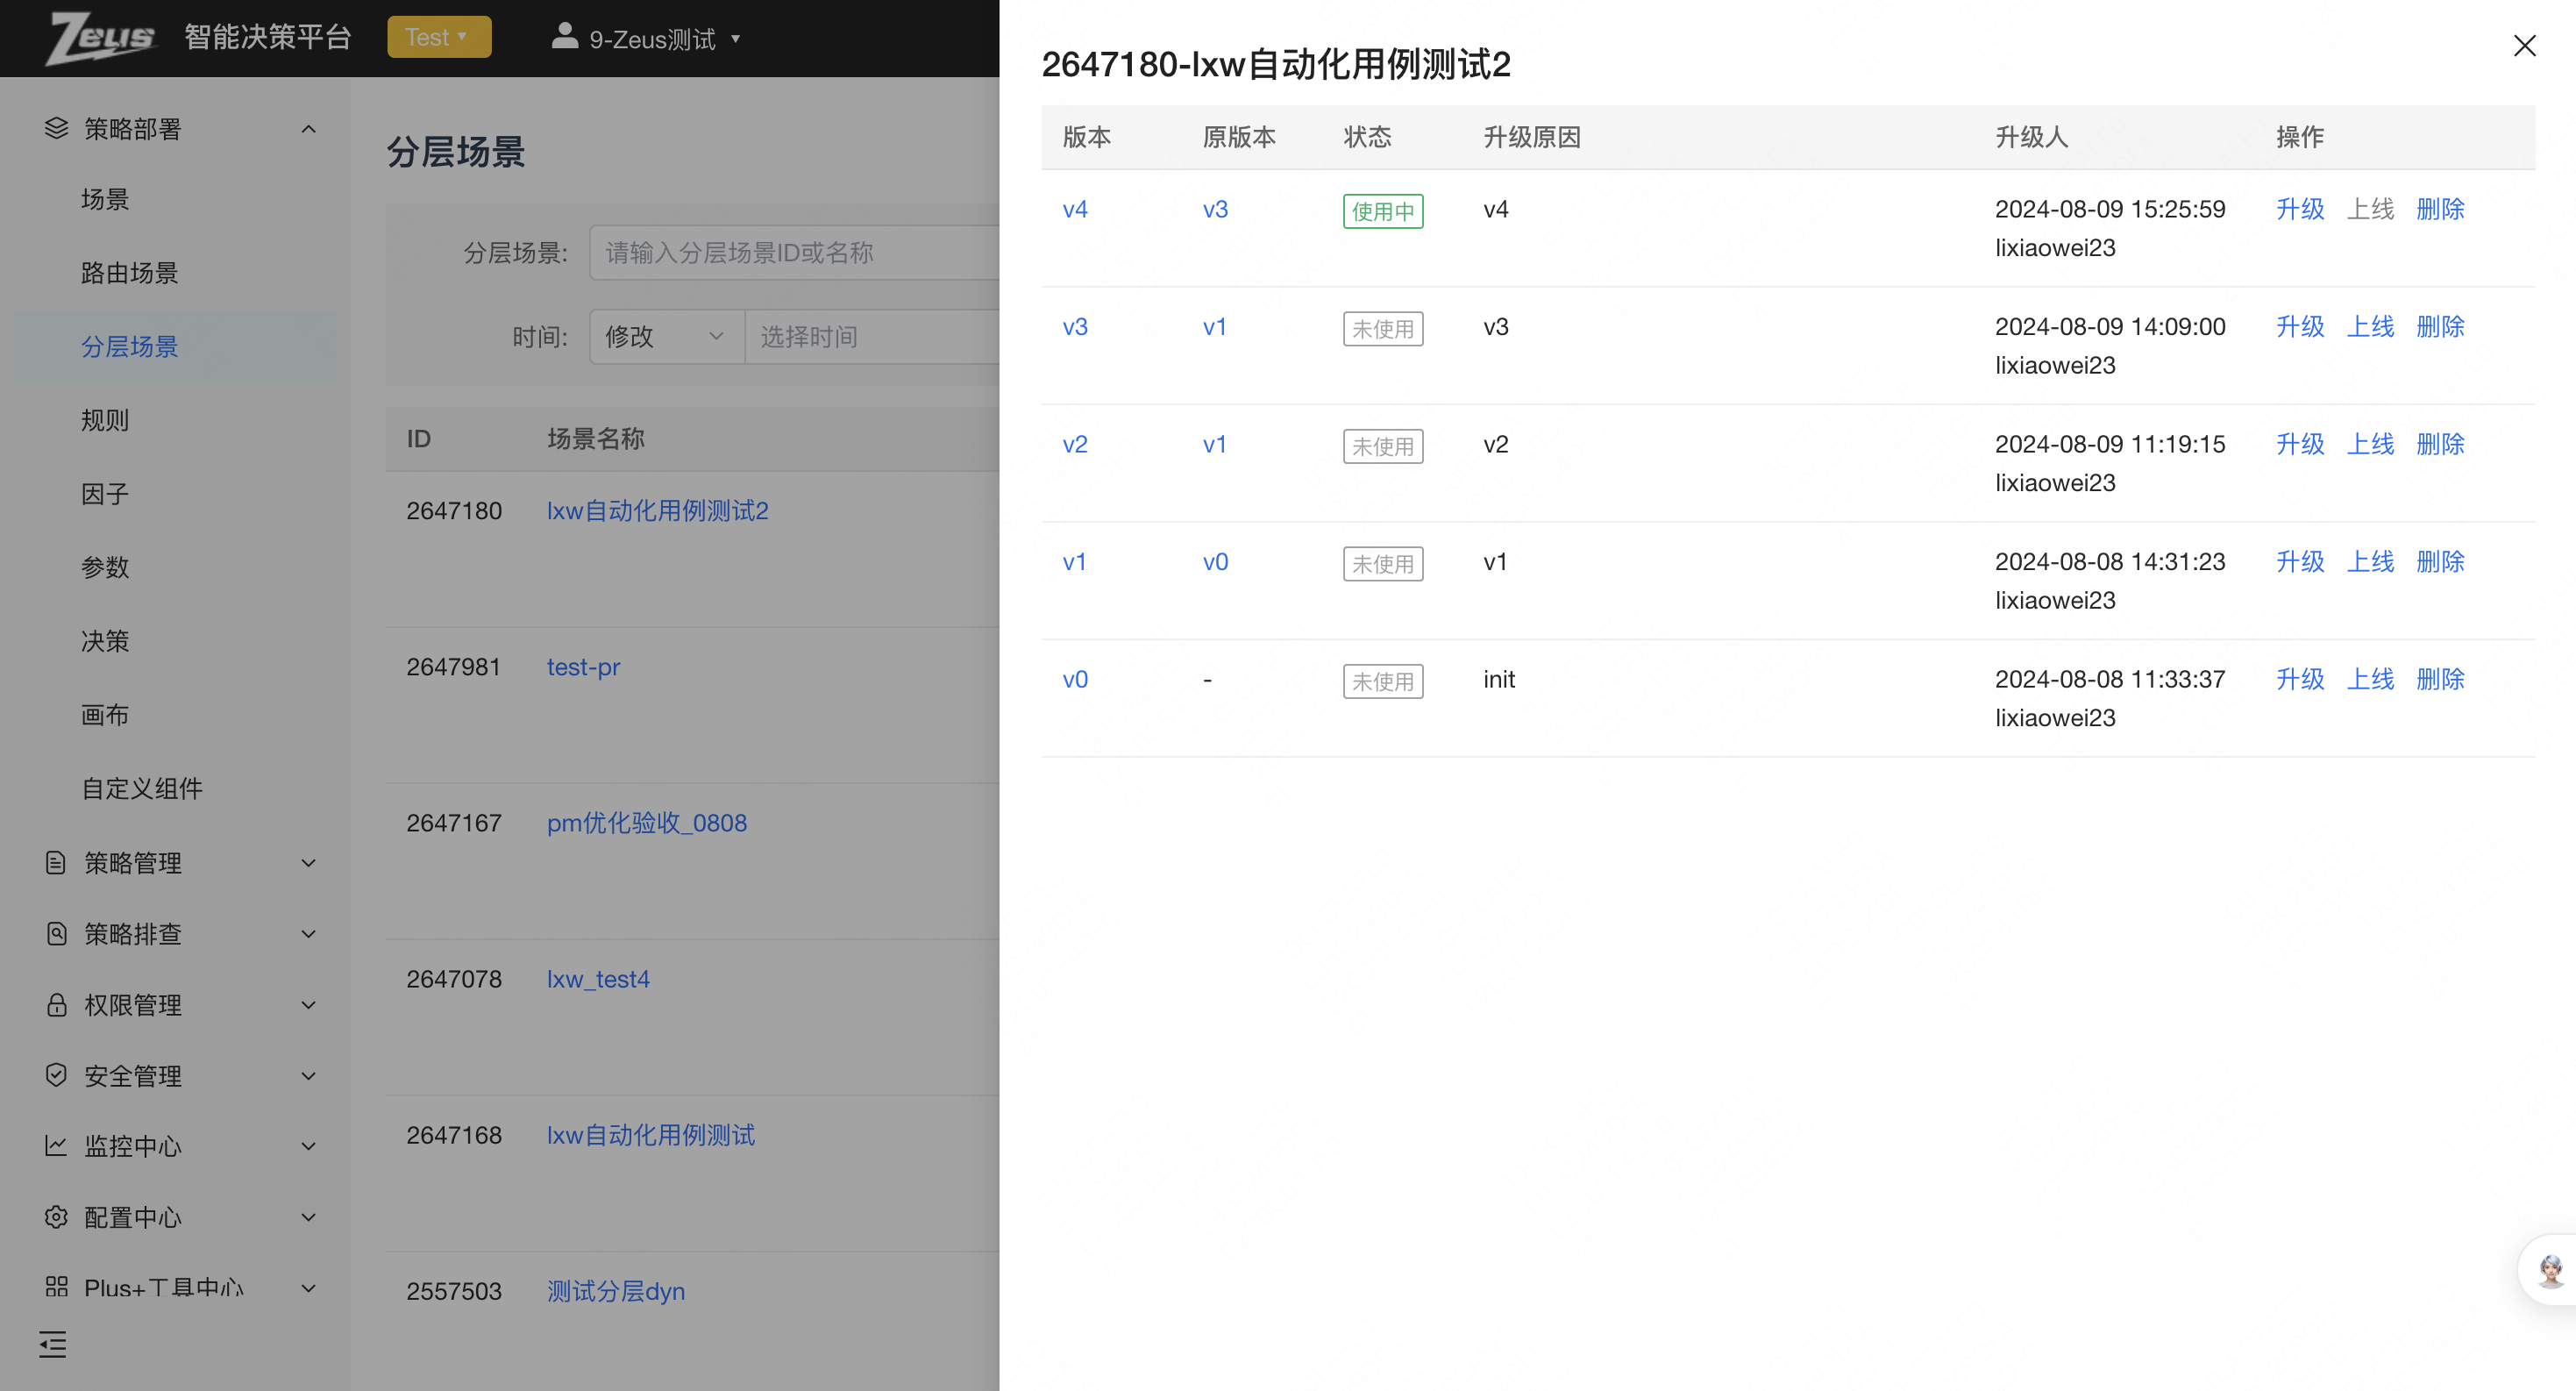 Zeus 智能决策平台 Test 9-Zeus测试
策略部署
场景
路由场景
分层场景
规则
因子
参数
决策
画布
自定义组件
策略管理
策略排查
权限管理
安全管理
监控中心
配置中心
Plus+工具中心
分层场景
分层场景: 请输入分层场景ID或名称
时间: 修改 选择时间
ID 场景名称
2647180 lxw自动化用例测试2
2647981 test-pr
2647167 pm优化验收_0808
2647078 lxw_test4
2647168 lxw自动化用例测试
2557503 测试分层dyn
2647180-lxw自动化用例测试2
版本 原版本 状态 升级原因 升级人 操作
v4 v3 使用中 v4 2024-08-09 15:25:59 升级 上线 删除
lixiaowei23
v3 v1 未使用 v3 2024-08-09 14:09:00 升级 上线 删除
lixiaowei23
v2 v1 未使用 v2 2024-08-09 11:19:15 升级 上线 删除
lixiaowei23
v1 v0 未使用 v1 2024-08-08 14:31:23 升级 上线 删除
lixiaowei23
v0 - 未使用 init 2024-08-08 11:33:37 升级 上线 删除
lixiaowei23